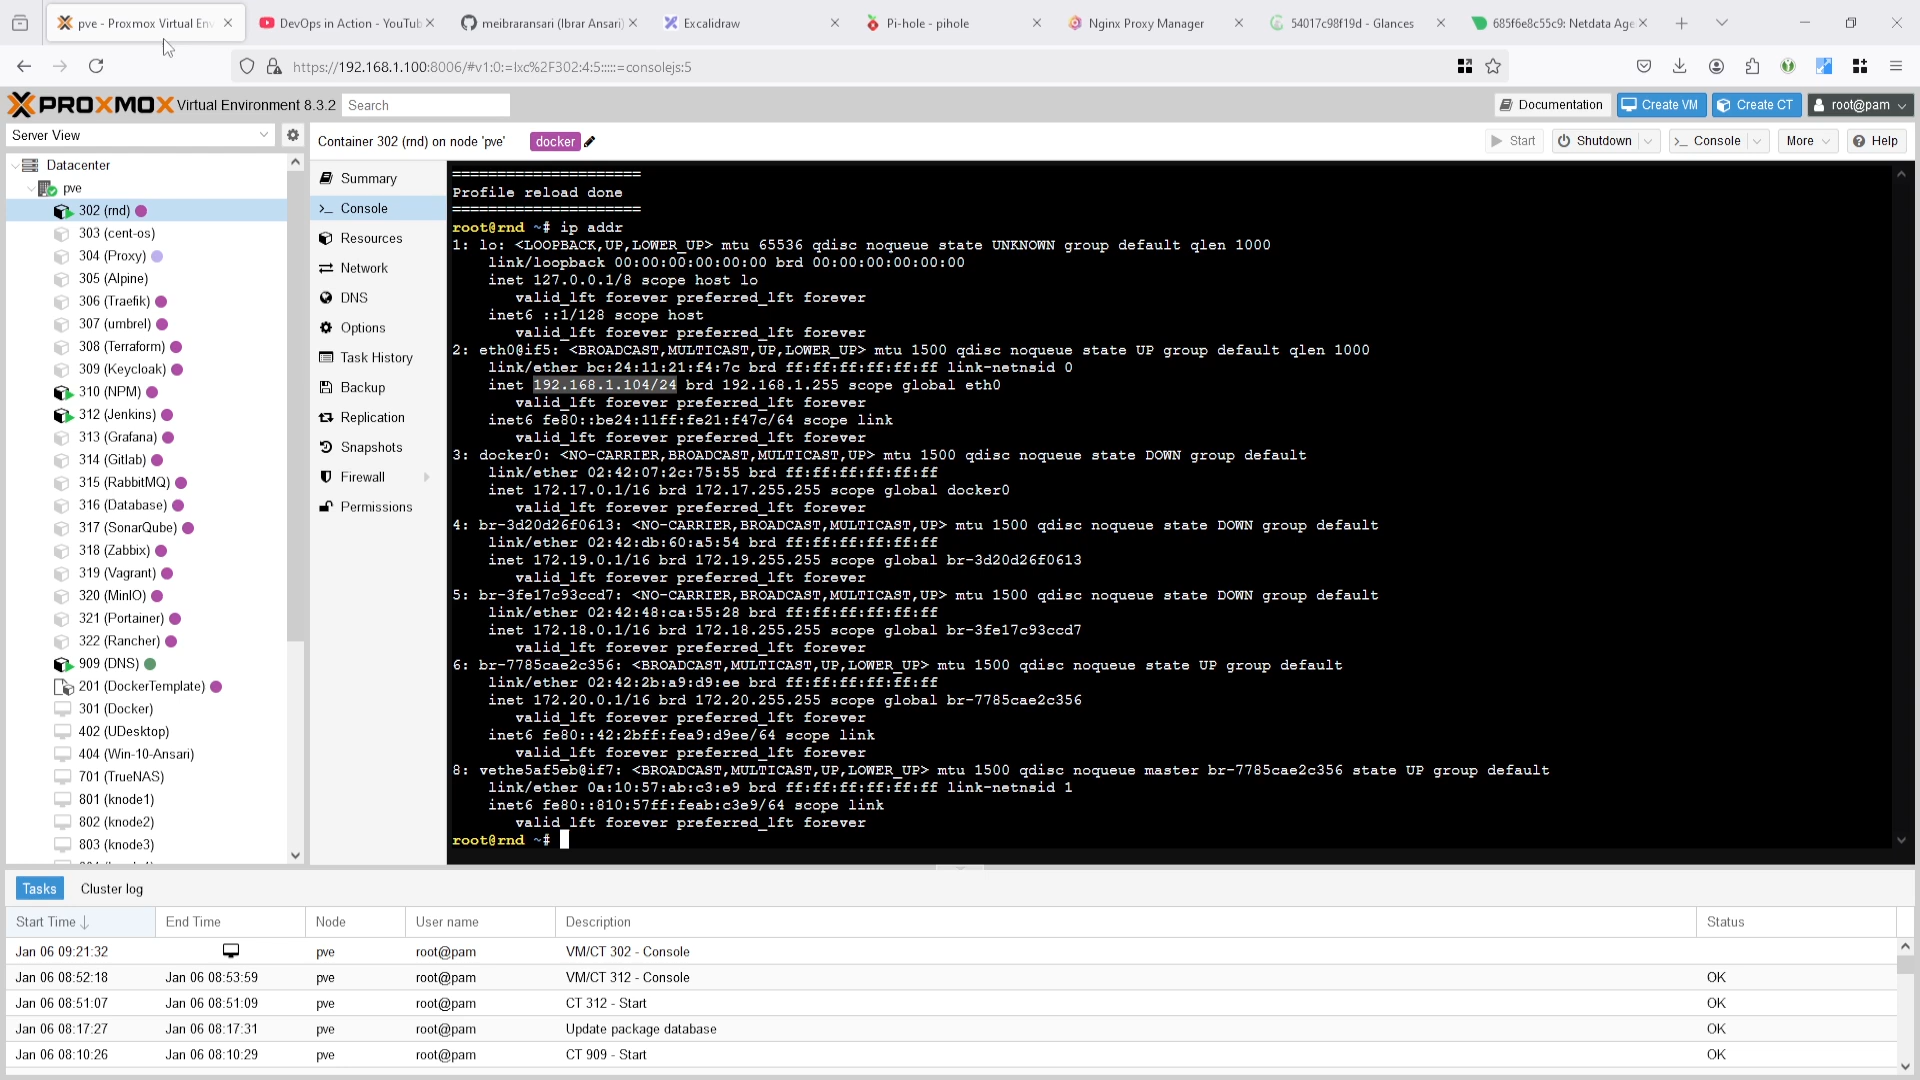 pve - Proxmox Virtual Env
DevOps in Action - YouTub
meibraransari (Ibrar Ansari)
Excalidraw
Pi-hole - pihole
Nginx Proxy Manager
54017c98f19d - Glances
685f6e8c55c9: Netdata Age
https://192.168.1.100:8006/#v1:0:=lxc%2F302:4:5:::::=consolejs:5
PROXMOX Virtual Environment 8.3.2 Search
Documentation Create VM Create CT root@pam
Server View
Container 302 (rnd) on node 'pve' docker
Start Shutdown Console More Help
Datacenter
pve
302 (rnd)
303 (cent-os)
304 (Proxy)
305 (Alpine)
306 (Traefik)
307 (umbrel)
308 (Terraform)
309 (Keycloak)
310 (NPM)
312 (Jenkins)
313 (Grafana)
314 (Gitlab)
315 (RabbitMQ)
316 (Database)
317 (SonarQube)
318 (Zabbix)
319 (Vagrant)
320 (MinIO)
321 (Portainer)
322 (Rancher)
909 (DNS)
201 (DockerTemplate)
301 (Docker)
402 (UDesktop)
404 (Win-10-Ansari)
701 (TrueNAS)
801 (knode1)
802 (knode2)
803 (knode3)
Summary
Console
Resources
Network
DNS
Options
Task History
Backup
Replication
Snapshots
Firewall
Permissions
=====================
Profile reload done
=====================
root@rnd ~# ip addr
1: lo: <LOOPBACK,UP,LOWER_UP> mtu 65536 qdisc noqueue state UNKNOWN group default qlen 1000
link/loopback 00:00:00:00:00:00 brd 00:00:00:00:00:00
inet 127.0.0.1/8 scope host lo
valid_lft forever preferred_lft forever
inet6 ::1/128 scope host
valid_lft forever preferred_lft forever
2: eth0@if5: <BROADCAST,MULTICAST,UP,LOWER_UP> mtu 1500 qdisc noqueue state UP group default qlen 1000
link/ether bc:24:11:21:f4:7c brd ff:ff:ff:ff:ff:ff link-netnsid 0
inet 192.168.1.104/24 brd 192.168.1.255 scope global eth0
valid_lft forever preferred_lft forever
inet6 fe80::be24:11ff:fe21:f47c/64 scope link
valid_lft forever preferred_lft forever
3: docker0: <NO-CARRIER,BROADCAST,MULTICAST,UP> mtu 1500 qdisc noqueue state DOWN group default
link/ether 02:42:07:2c:75:55 brd ff:ff:ff:ff:ff:ff
inet 172.17.0.1/16 brd 172.17.255.255 scope global docker0
valid_lft forever preferred_lft forever
4: br-3d20d26f0613: <NO-CARRIER,BROADCAST,MULTICAST,UP> mtu 1500 qdisc noqueue state DOWN group default
link/ether 02:42:db:60:a5:54 brd ff:ff:ff:ff:ff:ff
inet 172.19.0.1/16 brd 172.19.255.255 scope global br-3d20d26f0613
valid_lft forever preferred_lft forever
5: br-3fe17c93ccd7: <NO-CARRIER,BROADCAST,MULTICAST,UP> mtu 1500 qdisc noqueue state DOWN group default
link/ether 02:42:48:ca:55:28 brd ff:ff:ff:ff:ff:ff
inet 172.18.0.1/16 brd 172.18.255.255 scope global br-3fe17c93ccd7
valid_lft forever preferred_lft forever
6: br-7785cae2c356: <BROADCAST,MULTICAST,UP,LOWER_UP> mtu 1500 qdisc noqueue state UP group default
link/ether 02:42:2b:a9:d9:ee brd ff:ff:ff:ff:ff:ff
inet 172.20.0.1/16 brd 172.20.255.255 scope global br-7785cae2c356
valid_lft forever preferred_lft forever
inet6 fe80::42:2bff:fea9:d9ee/64 scope link
valid_lft forever preferred_lft forever
8: vethe5af5eb@if7: <BROADCAST,MULTICAST,UP,LOWER_UP> mtu 1500 qdisc noqueue master br-7785cae2c356 state UP group default
link/ether 0a:10:57:ab:c3:e9 brd ff:ff:ff:ff:ff:ff link-netnsid 1
inet6 fe80::810:57ff:feab:c3e9/64 scope link
valid_lft forever preferred_lft forever
root@rnd ~#
Tasks Cluster log
Start Time End Time Node User name Description Status
Jan 06 09:21:32 pve root@pam VM/CT 302 - Console
Jan 06 08:52:18 Jan 06 08:53:59 pve root@pam VM/CT 312 - Console OK
Jan 06 08:51:07 Jan 06 08:51:09 pve root@pam CT 312 - Start OK
Jan 06 08:17:27 Jan 06 08:17:31 pve root@pam Update package database OK
Jan 06 08:10:26 Jan 06 08:10:29 pve root@pam CT 909 - Start OK